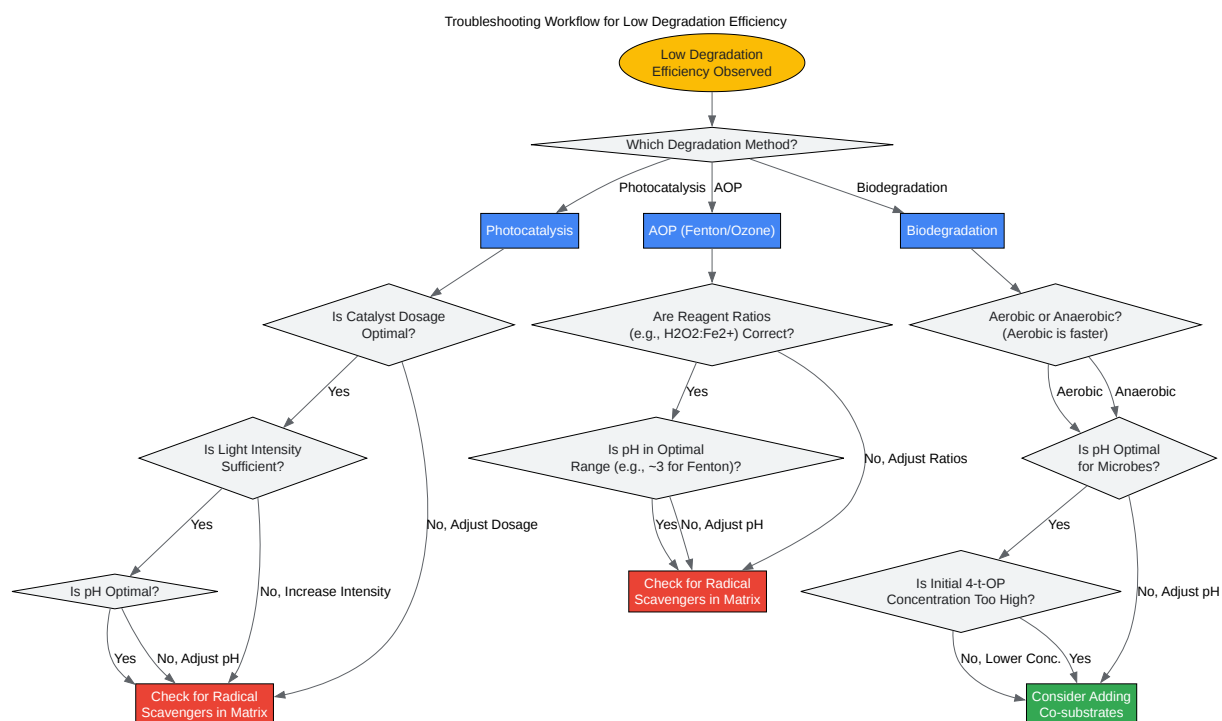 Troubleshooting Workflow for Low Degradation Efficiency
Low Degradation
Efficiency Observed
Which Degradation Method?
Photocatalysis
AOP
Biodegradation
Photocatalysis
AOP (Fenton/Ozone)
Biodegradation
Is Catalyst Dosage
Optimal?
Are Reagent Ratios
(e.g., H2O2:Fe2+) Correct?
Aerobic or Anaerobic?
(Aerobic is faster)
Yes
Yes
Aerobic
Anaerobic
Is Light Intensity
Sufficient?
Is pH in Optimal
Range (e.g., ~3 for Fenton)?
No, Adjust Ratios
Is pH Optimal
for Microbes?
Yes
No, Adjust Dosage
Yes
No, Adjust pH
Yes
Is pH Optimal?
No, Increase Intensity
Check for Radical
Scavengers in Matrix
Is Initial 4-t-OP
Concentration Too High?
No, Adjust pH
Yes
No, Adjust pH
No, Lower Conc.
Yes
Check for Radical
Scavengers in Matrix
Consider Adding
Co-substrates